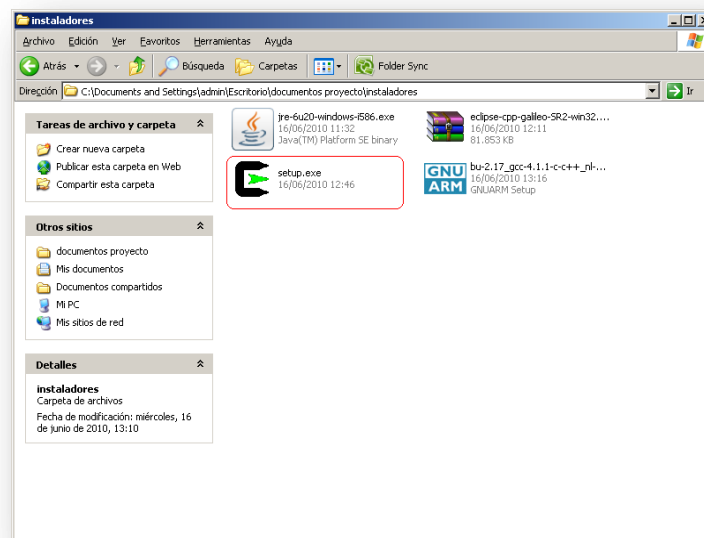 instaladores
Archivo Edición Ver Favoritos Herramientas Ayuda
Atrás Búsqueda Carpetas Folder Sync
Dirección C:\Documents and Settings\admin\Escritorio\documentos proyecto\instaladores Ir
Tareas de archivo y carpeta
Crear nueva carpeta
Publicar esta carpeta en Web
Compartir esta carpeta
Otros sitios
documentos proyecto
Mis documentos
Documentos compartidos
Mi PC
Mis sitios de red
Detalles
instaladores
Carpeta de archivos
Fecha de modificación: miércoles, 16
de junio de 2010, 13:10
jre-6u20-windows-i586.exe
16/06/2010 11:32
Java(TM) Platform SE binary
eclipse-cpp-galileo-SR2-win32....
16/06/2010 12:11
81.853 KB
setup.exe
16/06/2010 12:46
GNU
ARM
bu-2.17_gcc-4.1.1-c-c++_nl-...
16/06/2010 13:16
GNUARM Setup